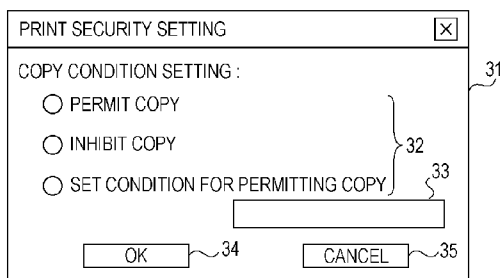 PRINT SECURITY SETTING
COPY CONDITION SETTING :
31
PERMIT COPY
INHIBIT COPY
32
SET CONDITION FOR PERMITTING COPY
33
OK
34
CANCEL
35